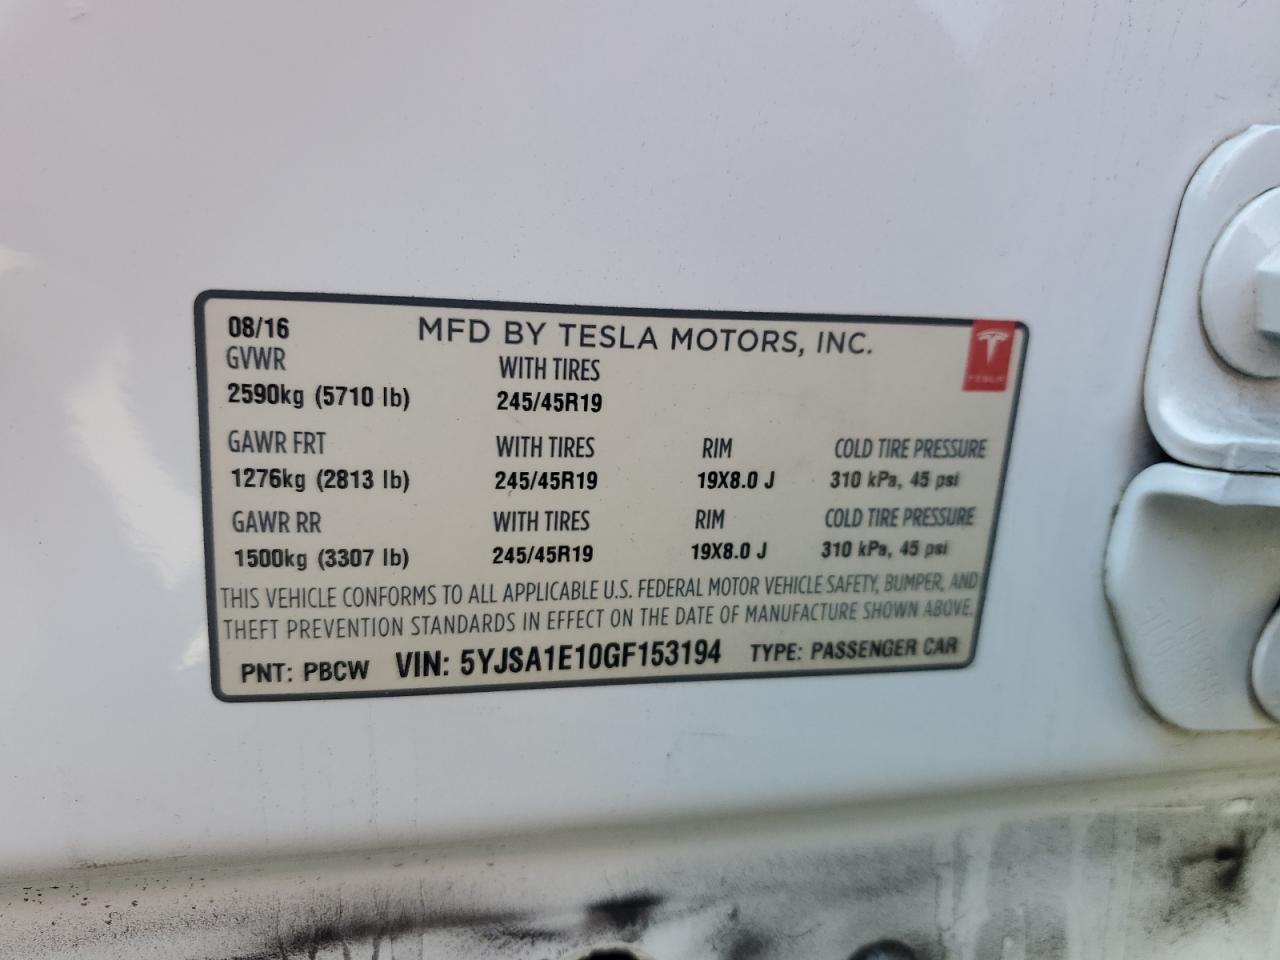 08/16 MFD BY TESLA MOTORS, INC.
TESLA
GVWR WITH TIRES
2590kg (5710 lb) 245/45R19
GAWR FRT WITH TIRES RIM COLD TIRE PRESSURE
1276kg (2813 lb) 245/45R19 19X8.0 J 310 kPa, 45 psi
GAWR RR WITH TIRES RIM COLD TIRE PRESSURE
1500kg (3307 lb) 245/45R19 19X8.0 J 310 kPa, 45 psi
THIS VEHICLE CONFORMS TO ALL APPLICABLE U.S. FEDERAL MOTOR VEHICLE SAFETY, BUMPER, AND
THEFT PREVENTION STANDARDS IN EFFECT ON THE DATE OF MANUFACTURE SHOWN ABOVE.
PNT: PBCW VIN: 5YJSA1E10GF153194 TYPE: PASSENGER CAR